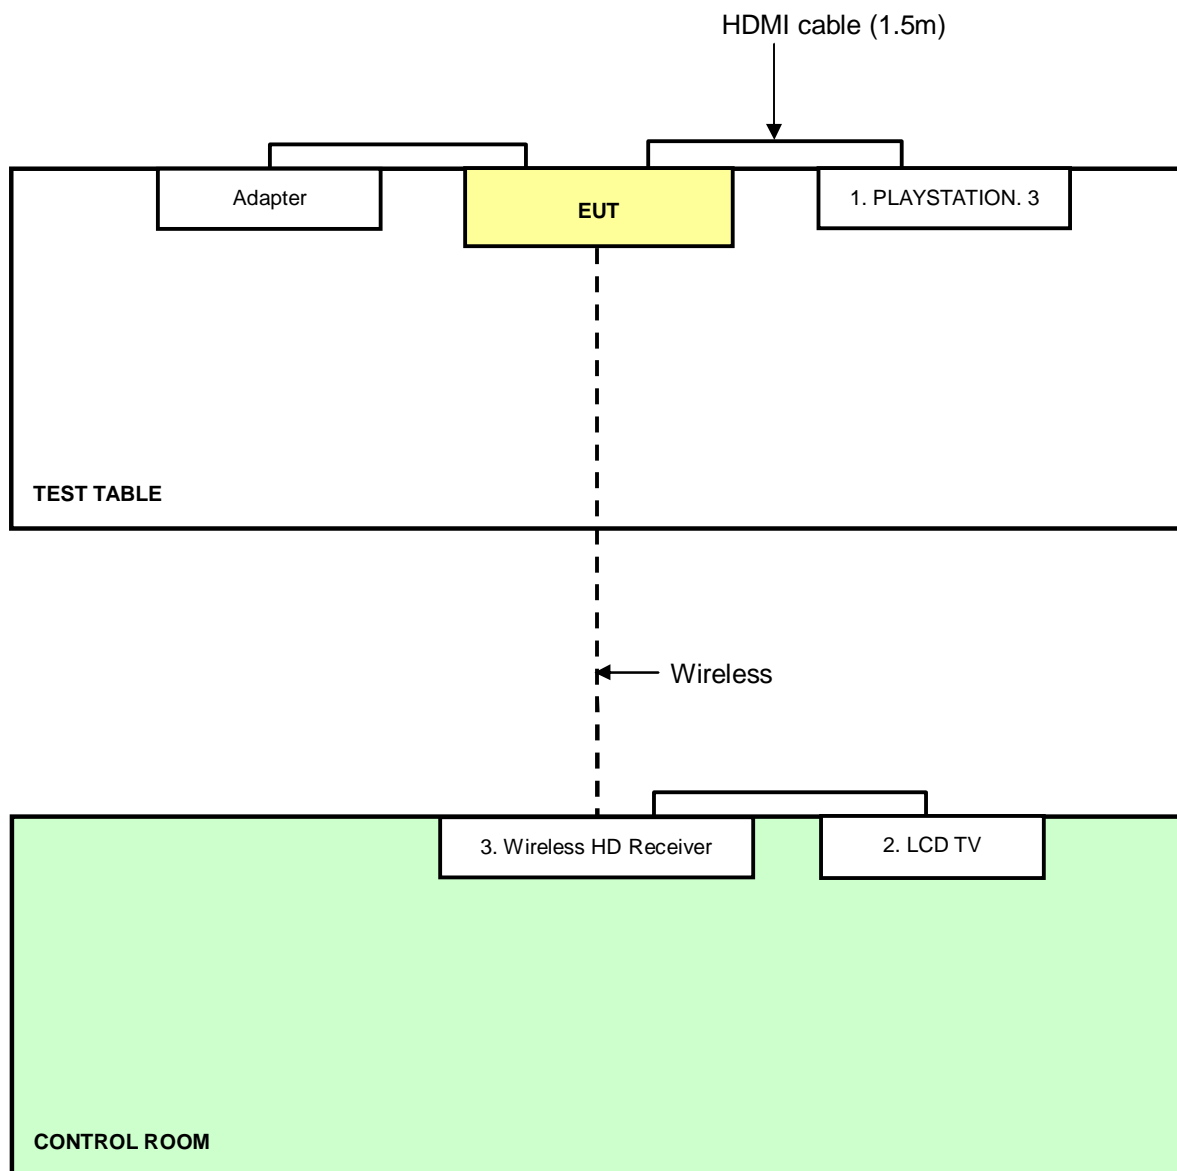 HDMI cable (1.5m)
Adapter
EUT
1. PLAYSTATION. 3
TEST TABLE
Wireless
3. Wireless HD Receiver
2. LCD TV
CONTROL ROOM